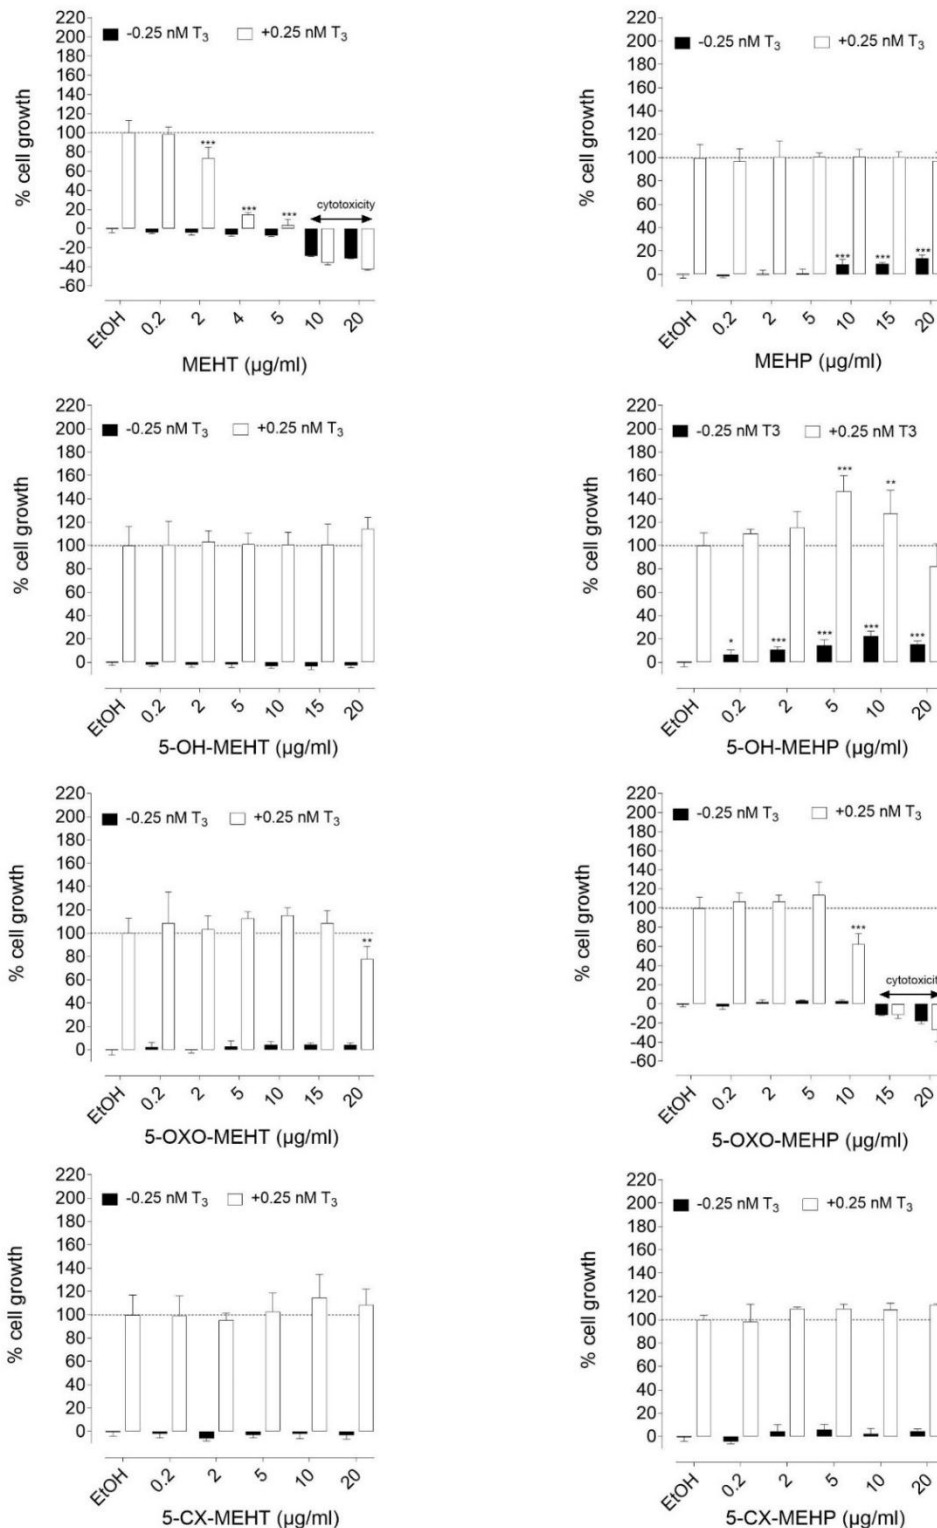 220
200
180
160
140
120
100
80
60
40
20
0
-20
-40
-60
% cell growth
-0.25 nM T3 +0.25 nM T3
*** *** ***
cytotoxicity
EtOH 0.2 2 4 5 10 20
MEHT (µg/ml)
220
200
180
160
140
120
100
80
60
40
20
0
% cell growth
-0.25 nM T3 +0.25 nM T3
*** *** ***
EtOH 0.2 2 5 10 15 20
MEHP (µg/ml)
220
200
180
160
140
120
100
80
60
40
20
0
% cell growth
-0.25 nM T3 +0.25 nM T3
EtOH 0.2 2 5 10 15 20
5-OH-MEHT (µg/ml)
220
200
180
160
140
120
100
80
60
40
20
0
% cell growth
-0.25 nM T3 +0.25 nM T3
*** **
* *** *** *** ***
EtOH 0.2 2 5 10 20
5-OH-MEHP (µg/ml)
220
200
180
160
140
120
100
80
60
40
20
0
% cell growth
-0.25 nM T3 +0.25 nM T3
**
EtOH 0.2 2 5 10 15 20
5-OXO-MEHT (µg/ml)
220
200
180
160
140
120
100
80
60
40
20
0
-20
-40
-60
% cell growth
-0.25 nM T3 +0.25 nM T3
***
cytotoxicit
EtOH 0.2 2 5 10 15 20
5-OXO-MEHP (µg/ml)
220
200
180
160
140
120
100
80
60
40
20
0
% cell growth
-0.25 nM T3 +0.25 nM T3
EtOH 0.2 2 5 10 20
5-CX-MEHT (µg/ml)
220
200
180
160
140
120
100
80
60
40
20
0
% cell growth
-0.25 nM T3 +0.25 nM T3
EtOH 0.2 2 5 10 20
5-CX-MEHP (µg/ml)